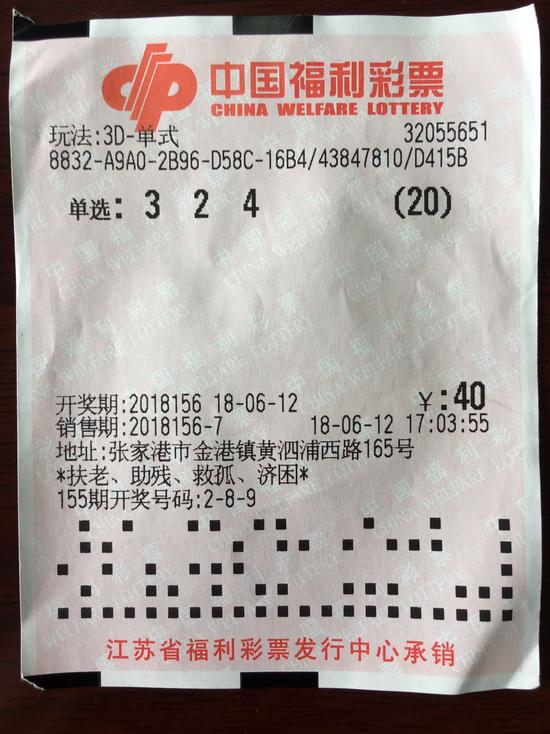 中国福利彩票
CHINA WELFARE LOTTERY
玩法:3D-单式 32055651
8832-A9A0-2B96-D58C-16B4/43847810/D415B
单选: 3 2 4 (20)
开奖期:2018156 18-06-12 ¥:40
销售期:2018156-7 18-06-12 17:03:55
地址:张家港市金港镇黄泗浦西路165号
*扶老、助残、救孤、济困*
155期开奖号码:2-8-9
江苏省福利彩票发行中心承销